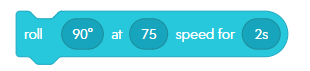 roll 90° at 75 speed for 2s